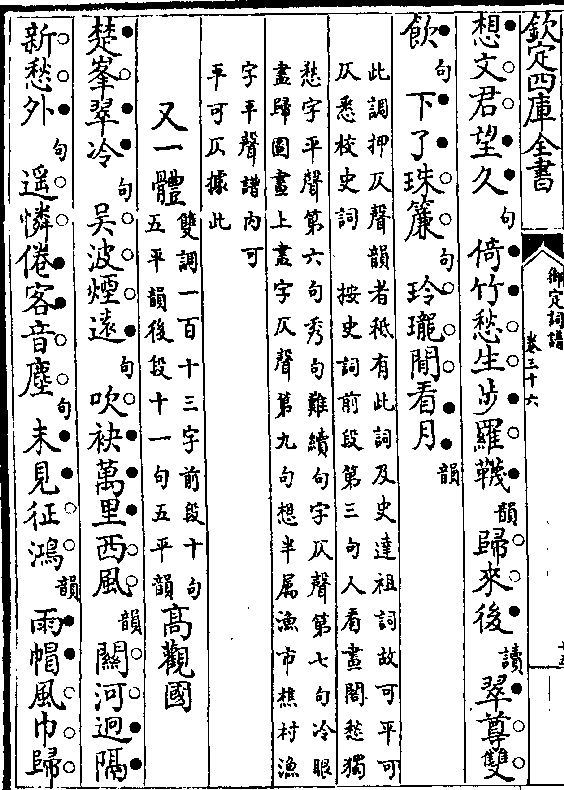 欽定四庫全書
御定詞譜
卷三十六
想文君望久句倚竹愁生步羅韈韻歸來後讀翠尊雙
飲句下了珠簾句玲瓏閒看月韻
此調押仄聲韻者秪有此詞及史達祖詞故可平可
仄悉校史詞 按史詞前段第三句人看畫閣愁獨
愁字平聲第六句秀句難續句字仄聲第七句冷眼
盡歸圖畫上畫字仄聲第九句想半属漁市樵村漁
字平聲譜內可
平可仄據此
又一體
雙調一百十三字前段十句
五平韻後段十一句五平韻
高觀國
楚峯翠冷句吴波煙遠句吹袂萬里西風韻關河迥隔
新愁外句遥憐倦客音塵句未見征鴻韻雨帽風巾歸